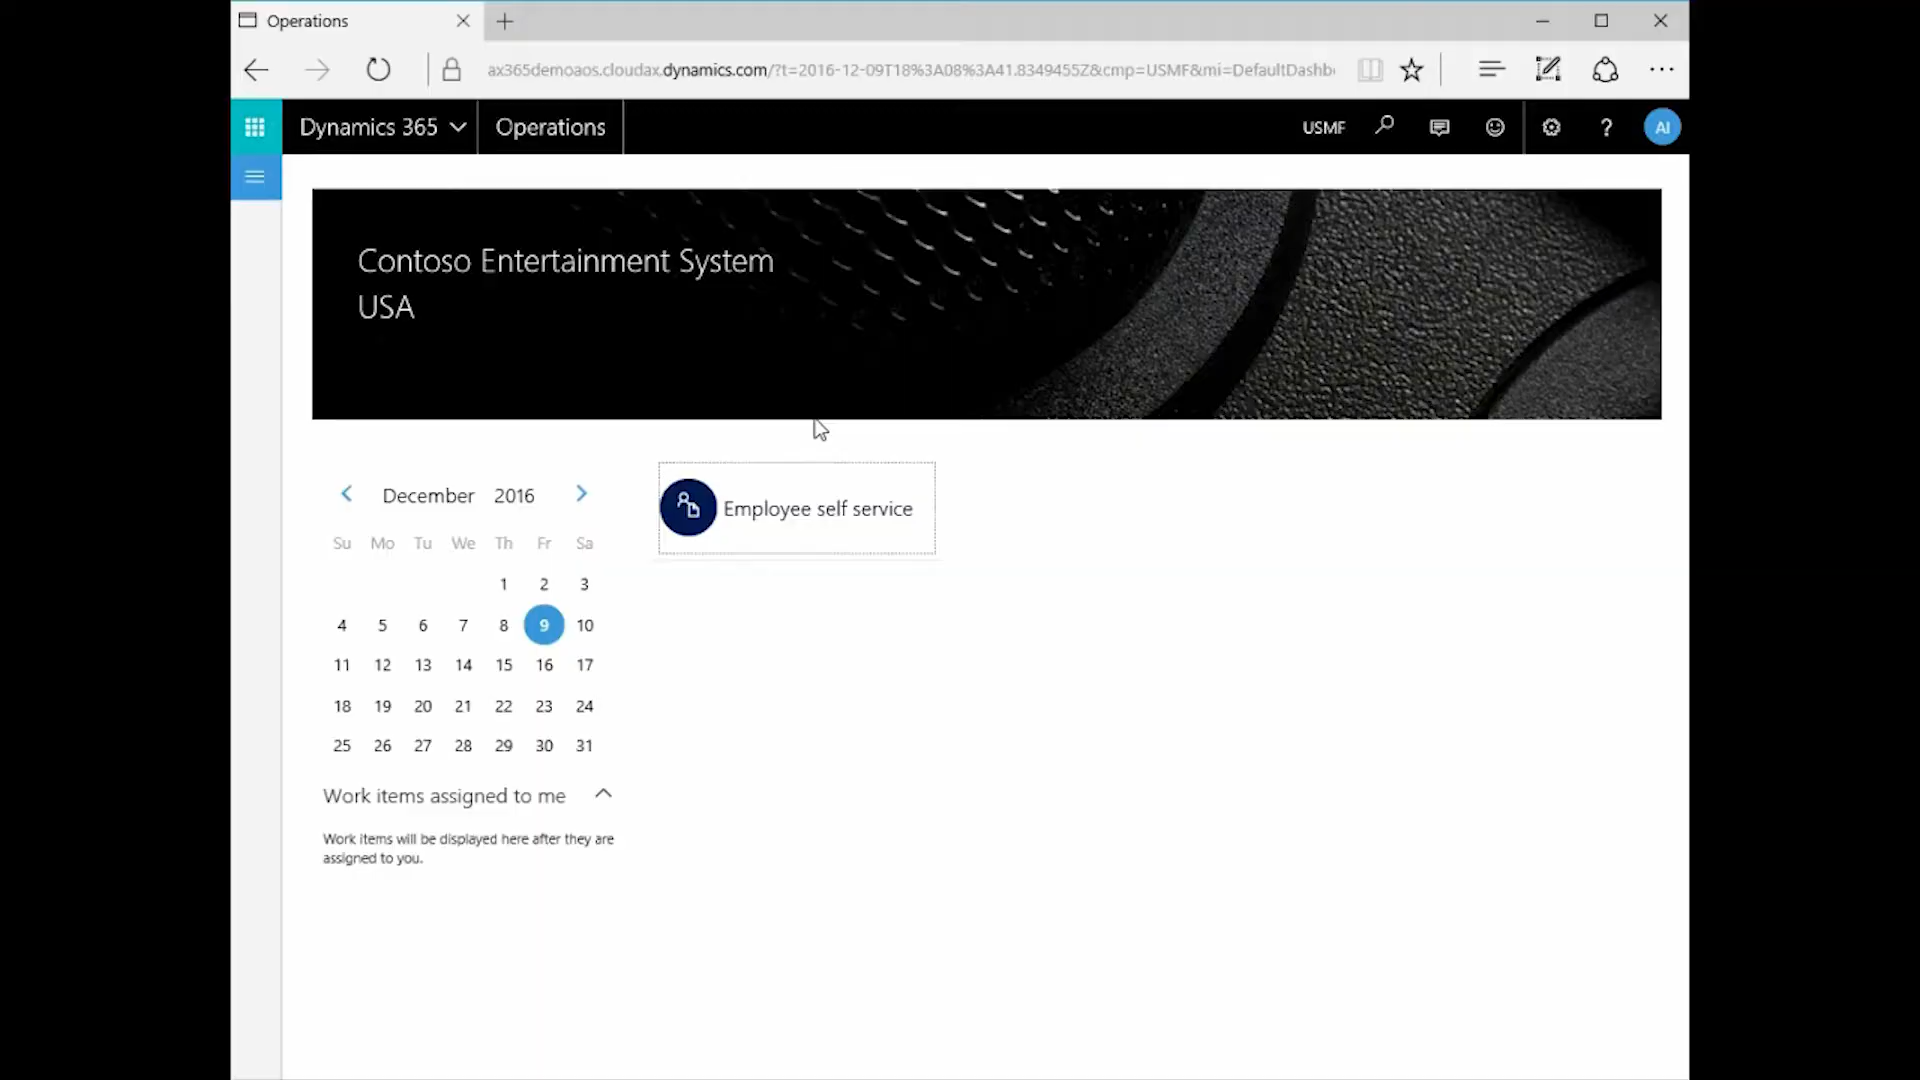 Operations
ax365demoaos.cloudax.dynamics.com/?t=2016-12-09T18%3A08%3A41.8349455Z&cmp=USMF&mi=DefaultDashb
Dynamics 365 Operations USMF ? AI
Contoso Entertainment System
USA
December 2016
Employee self service
Su Mo Tu We Th Fr Sa
1 2 3
4 5 6 7 8 9 10
11 12 13 14 15 16 17
18 19 20 21 22 23 24
25 26 27 28 29 30 31
Work items assigned to me
Work items will be displayed here after they are
assigned to you.